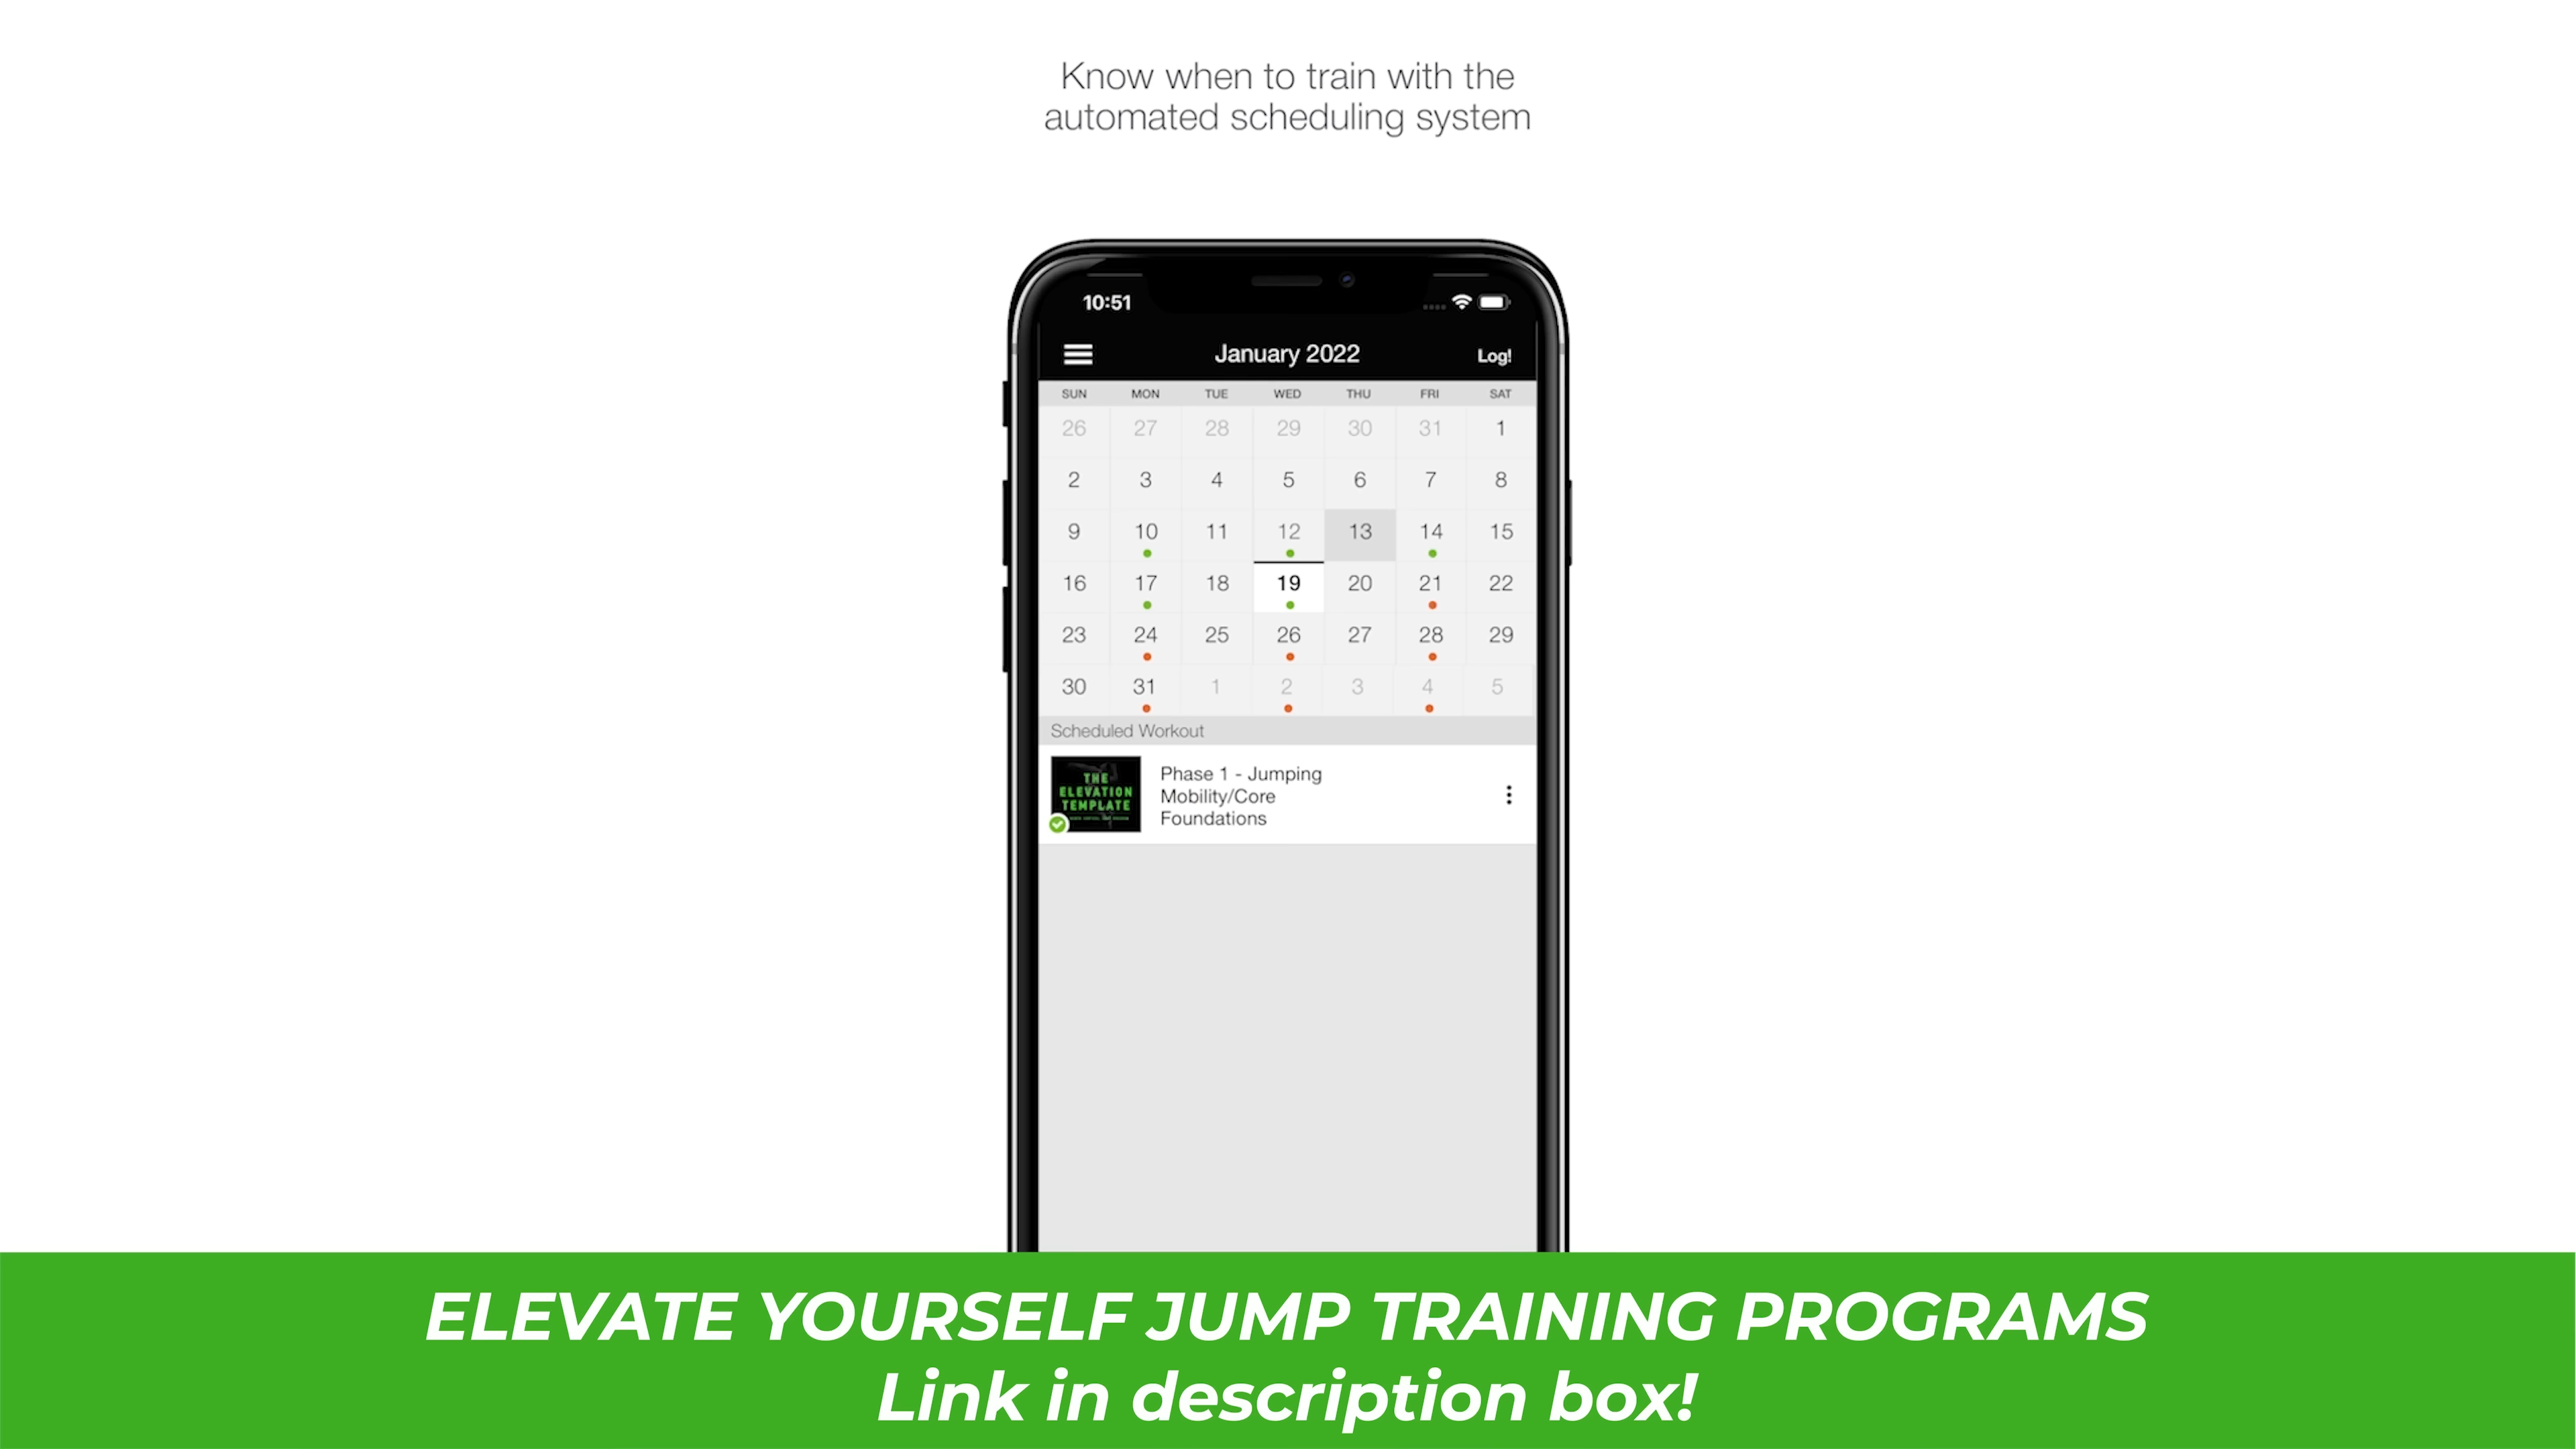 Know when to train with the
automated scheduling system
10:51
January 2022
Log!
SUN MON TUE WED THU FRI SAT
26 27 28 29 30 31 1
2 3 4 5 6 7 8
9 10 11 12 13 14 15
16 17 18 19 20 21 22
23 24 25 26 27 28 29
30 31 1 2 3 4 5
Scheduled Workout
THE
ELEVATION
TEMPLATE
Phase 1 - Jumping
Mobility/Core
Foundations
ELEVATE YOURSELF JUMP TRAINING PROGRAMS
Link in description box!